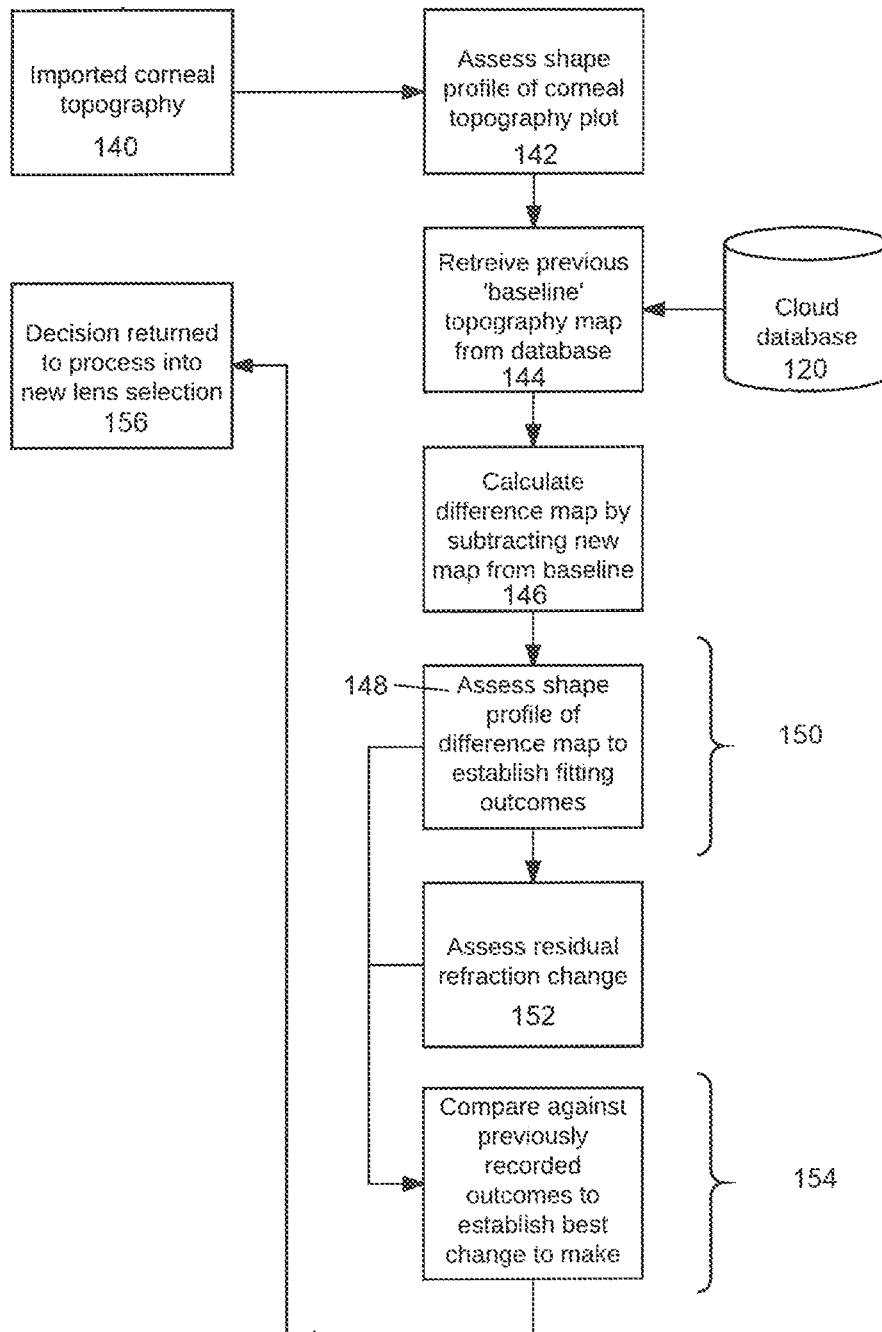 Imported corneal
topography
140
Assess shape
profile of corneal
topography plot
142
Retreive previous
'baseline'
topography map
from database
144
Cloud
database
120
Decision returned
to process into
new lens selection
156
Calculate
difference map by
subtracting new
map from baseline
146
148
Assess shape
profile of
difference map to
establish fitting
outcomes
150
Assess residual
refraction change
152
Compare against
previously
recorded
outcomes to
establish best
change to make
154